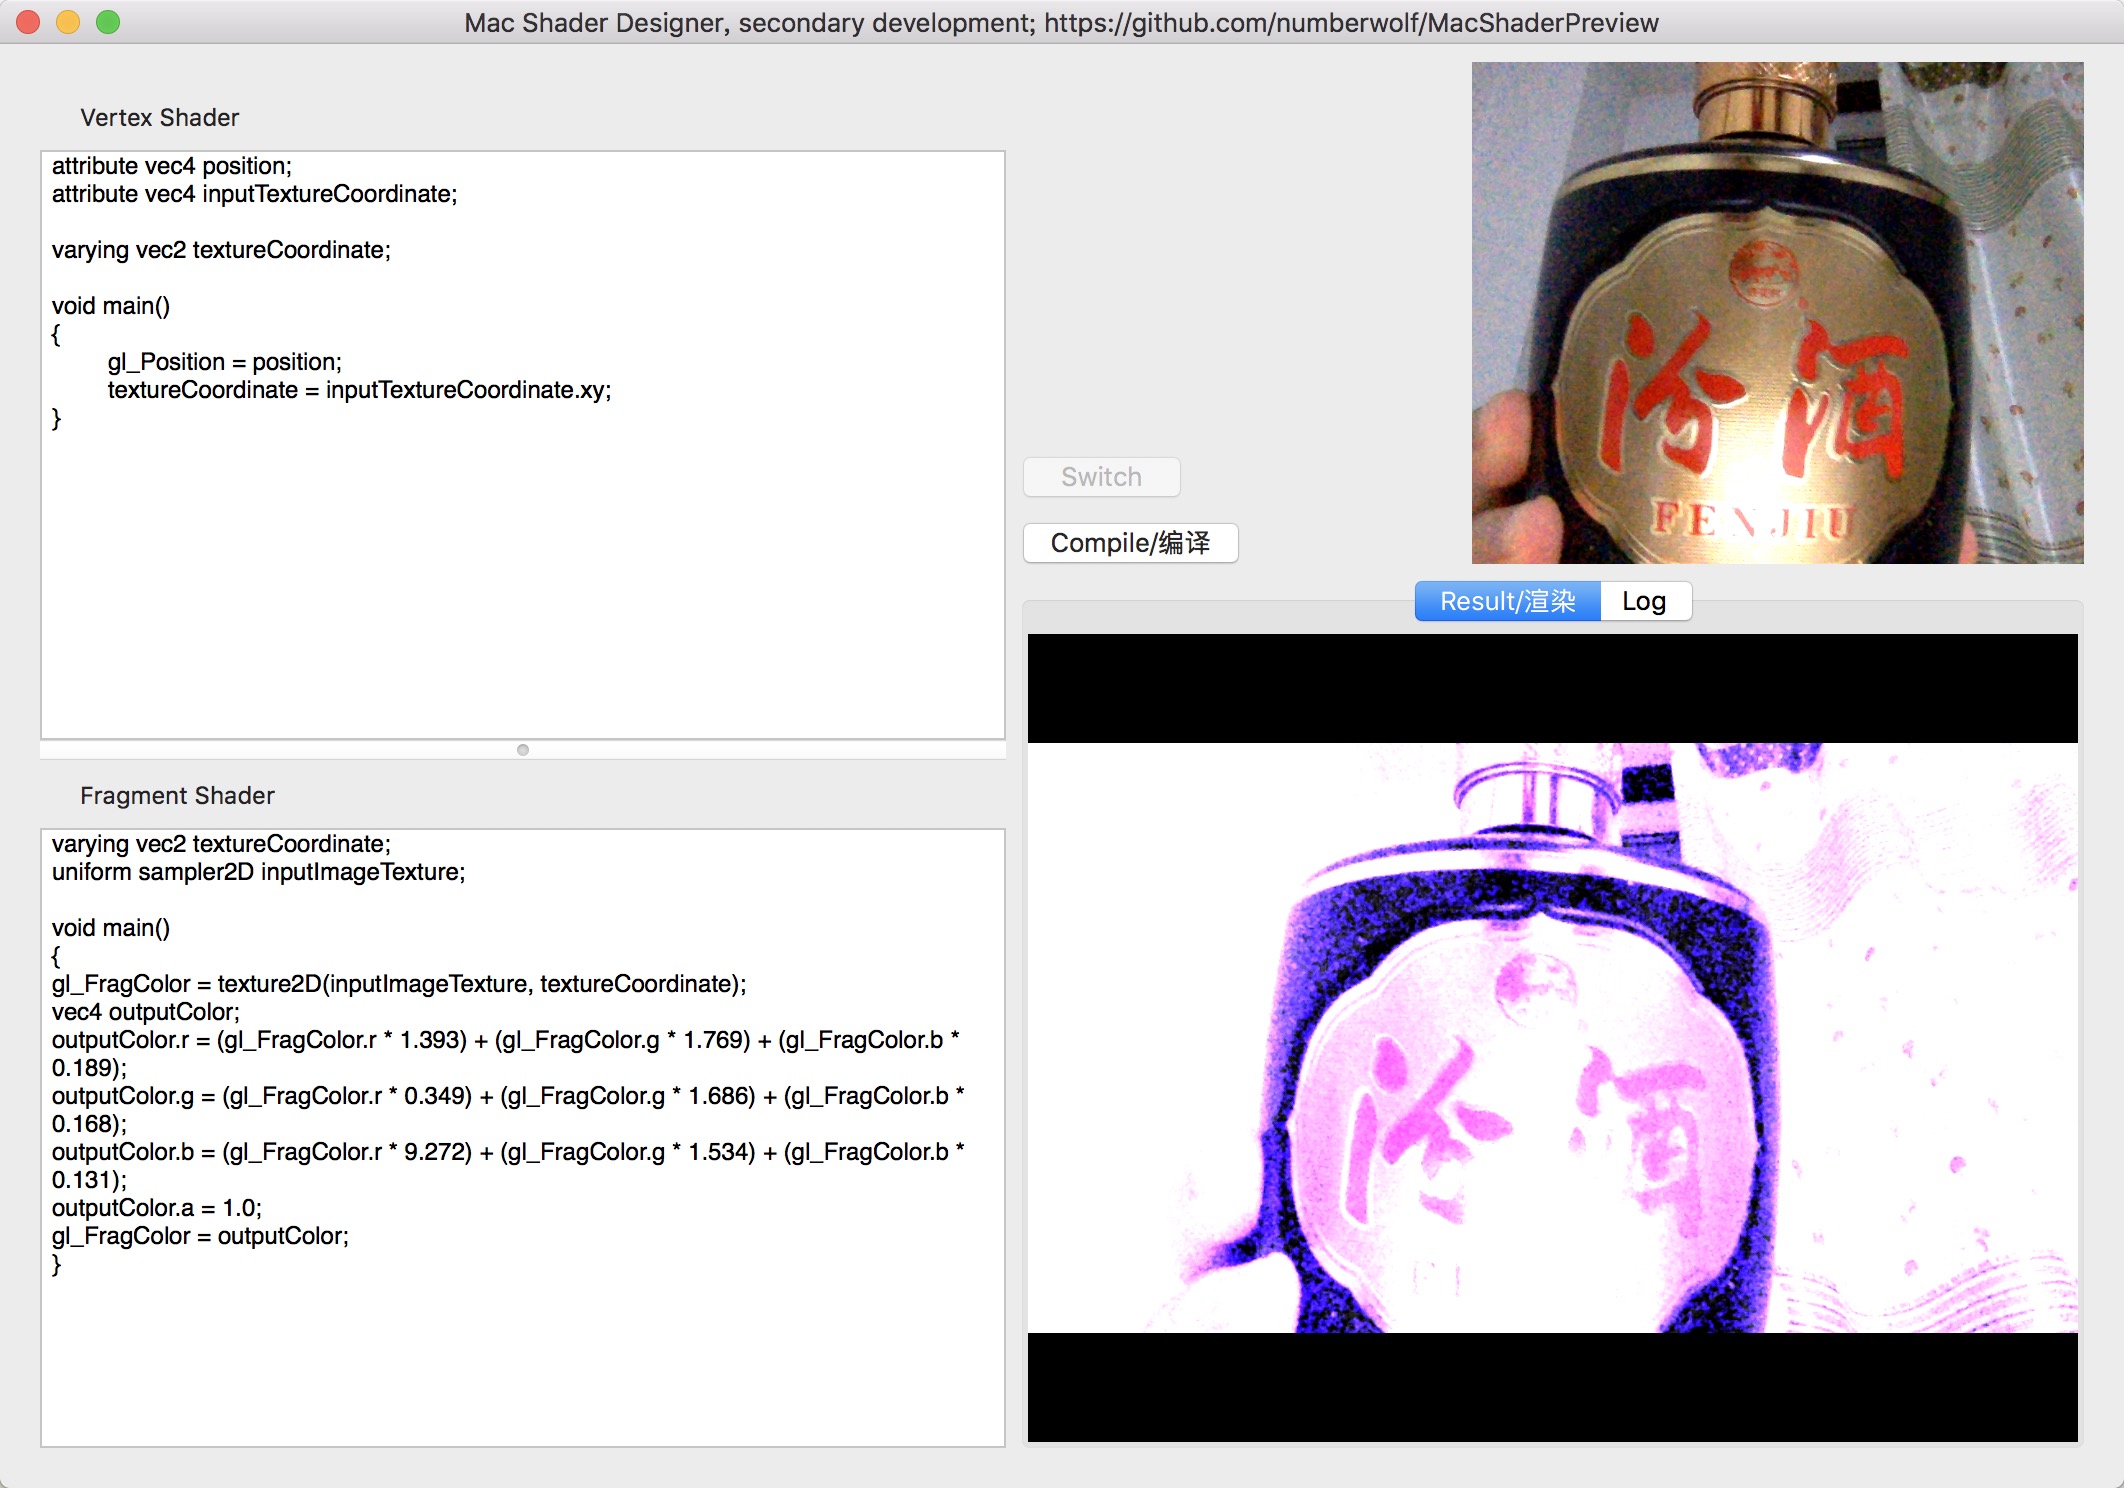 Mac Shader Designer, secondary development; https://github.com/numberwolf/MacShaderPreview
Vertex Shader
attribute vec4 position;
attribute vec4 inputTextureCoordinate;
varying vec2 textureCoordinate;
void main()
{
gl_Position = position;
textureCoordinate = inputTextureCoordinate.xy;
}
Fragment Shader
varying vec2 textureCoordinate;
uniform sampler2D inputImageTexture;
void main()
{
gl_FragColor = texture2D(inputImageTexture, textureCoordinate);
vec4 outputColor;
outputColor.r = (gl_FragColor.r * 1.393) + (gl_FragColor.g * 1.769) + (gl_FragColor.b *
0.189);
outputColor.g = (gl_FragColor.r * 0.349) + (gl_FragColor.g * 1.686) + (gl_FragColor.b *
0.168);
outputColor.b = (gl_FragColor.r * 9.272) + (gl_FragColor.g * 1.534) + (gl_FragColor.b *
0.131);
outputColor.a = 1.0;
gl_FragColor = outputColor;
}
Switch
Compile/编译
汾酒
FENJIU
Result/渲染
Log
汾酒